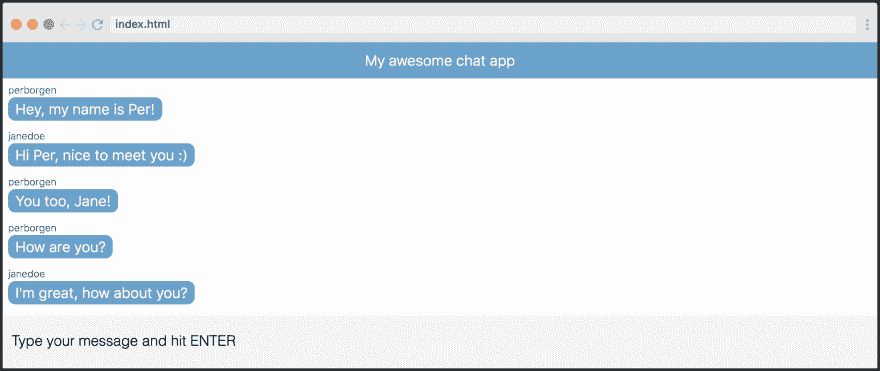 index.html
My awesome chat app
perborgen
Hey, my name is Per!
janedoe
Hi Per, nice to meet you :)
perborgen
You too, Jane!
perborgen
How are you?
janedoe
I'm great, how about you?
Type your message and hit ENTER